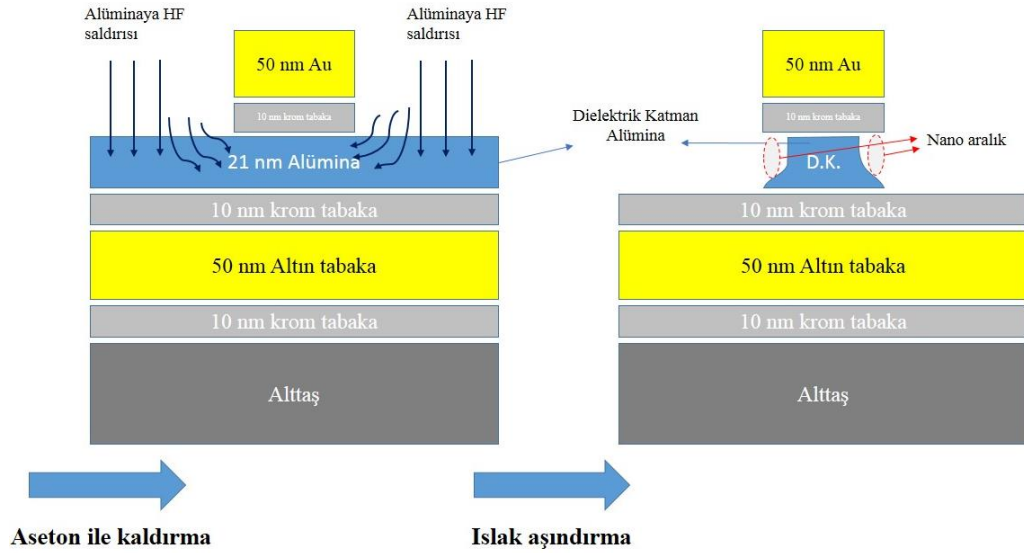 Alüminaya HF
saldırısı
Alüminaya HF
saldırısı
50 nm Au
10 nm krom tabaka
21 nm Alümina
10 nm krom tabaka
50 nm Altın tabaka
10 nm krom tabaka
Alttaş
Dielektrik Katman
Alümina
50 nm Au
10 nm krom tabaka
Nano aralık
D.K.
10 nm krom tabaka
50 nm Altın tabaka
10 nm krom tabaka
Alttaş
Aseton ile kaldırma
Islak aşındırma